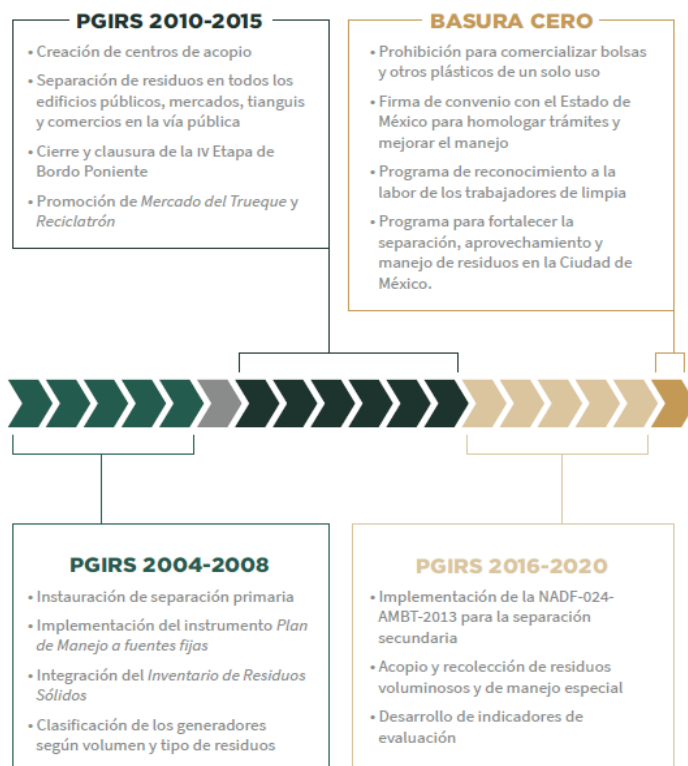 PGIRS 2010-2015
• Creación de centros de acopio
• Separación de residuos en todos los
edificios públicos, mercados, tianguis
y comercios en la vía pública
• Cierre y clausura de la IV Etapa de
Bordo Poniente
• Promoción de Mercado del Trueque y
Reciclatrón
BASURA CERO
• Prohibición para comercializar bolsas
y otros plásticos de un solo uso
• Firma de convenio con el Estado de
México para homologar trámites y
mejorar el manejo
• Programa de reconocimiento a la
labor de los trabajadores de limpia
• Programa para fortalecer la
separación, aprovechamiento y
manejo de residuos en la Ciudad de
México.
PGIRS 2004-2008
• Instauración de separación primaria
• Implementación del instrumento Plan
de Manejo a fuentes fijas
• Integración del Inventario de Residuos
Sólidos
• Clasificación de los generadores
según volumen y tipo de residuos
PGIRS 2016-2020
• Implementación de la NADF-024-
AMBT-2013 para la separación
secundaria
• Acopio y recolección de residuos
voluminosos y de manejo especial
• Desarrollo de indicadores de
evaluación